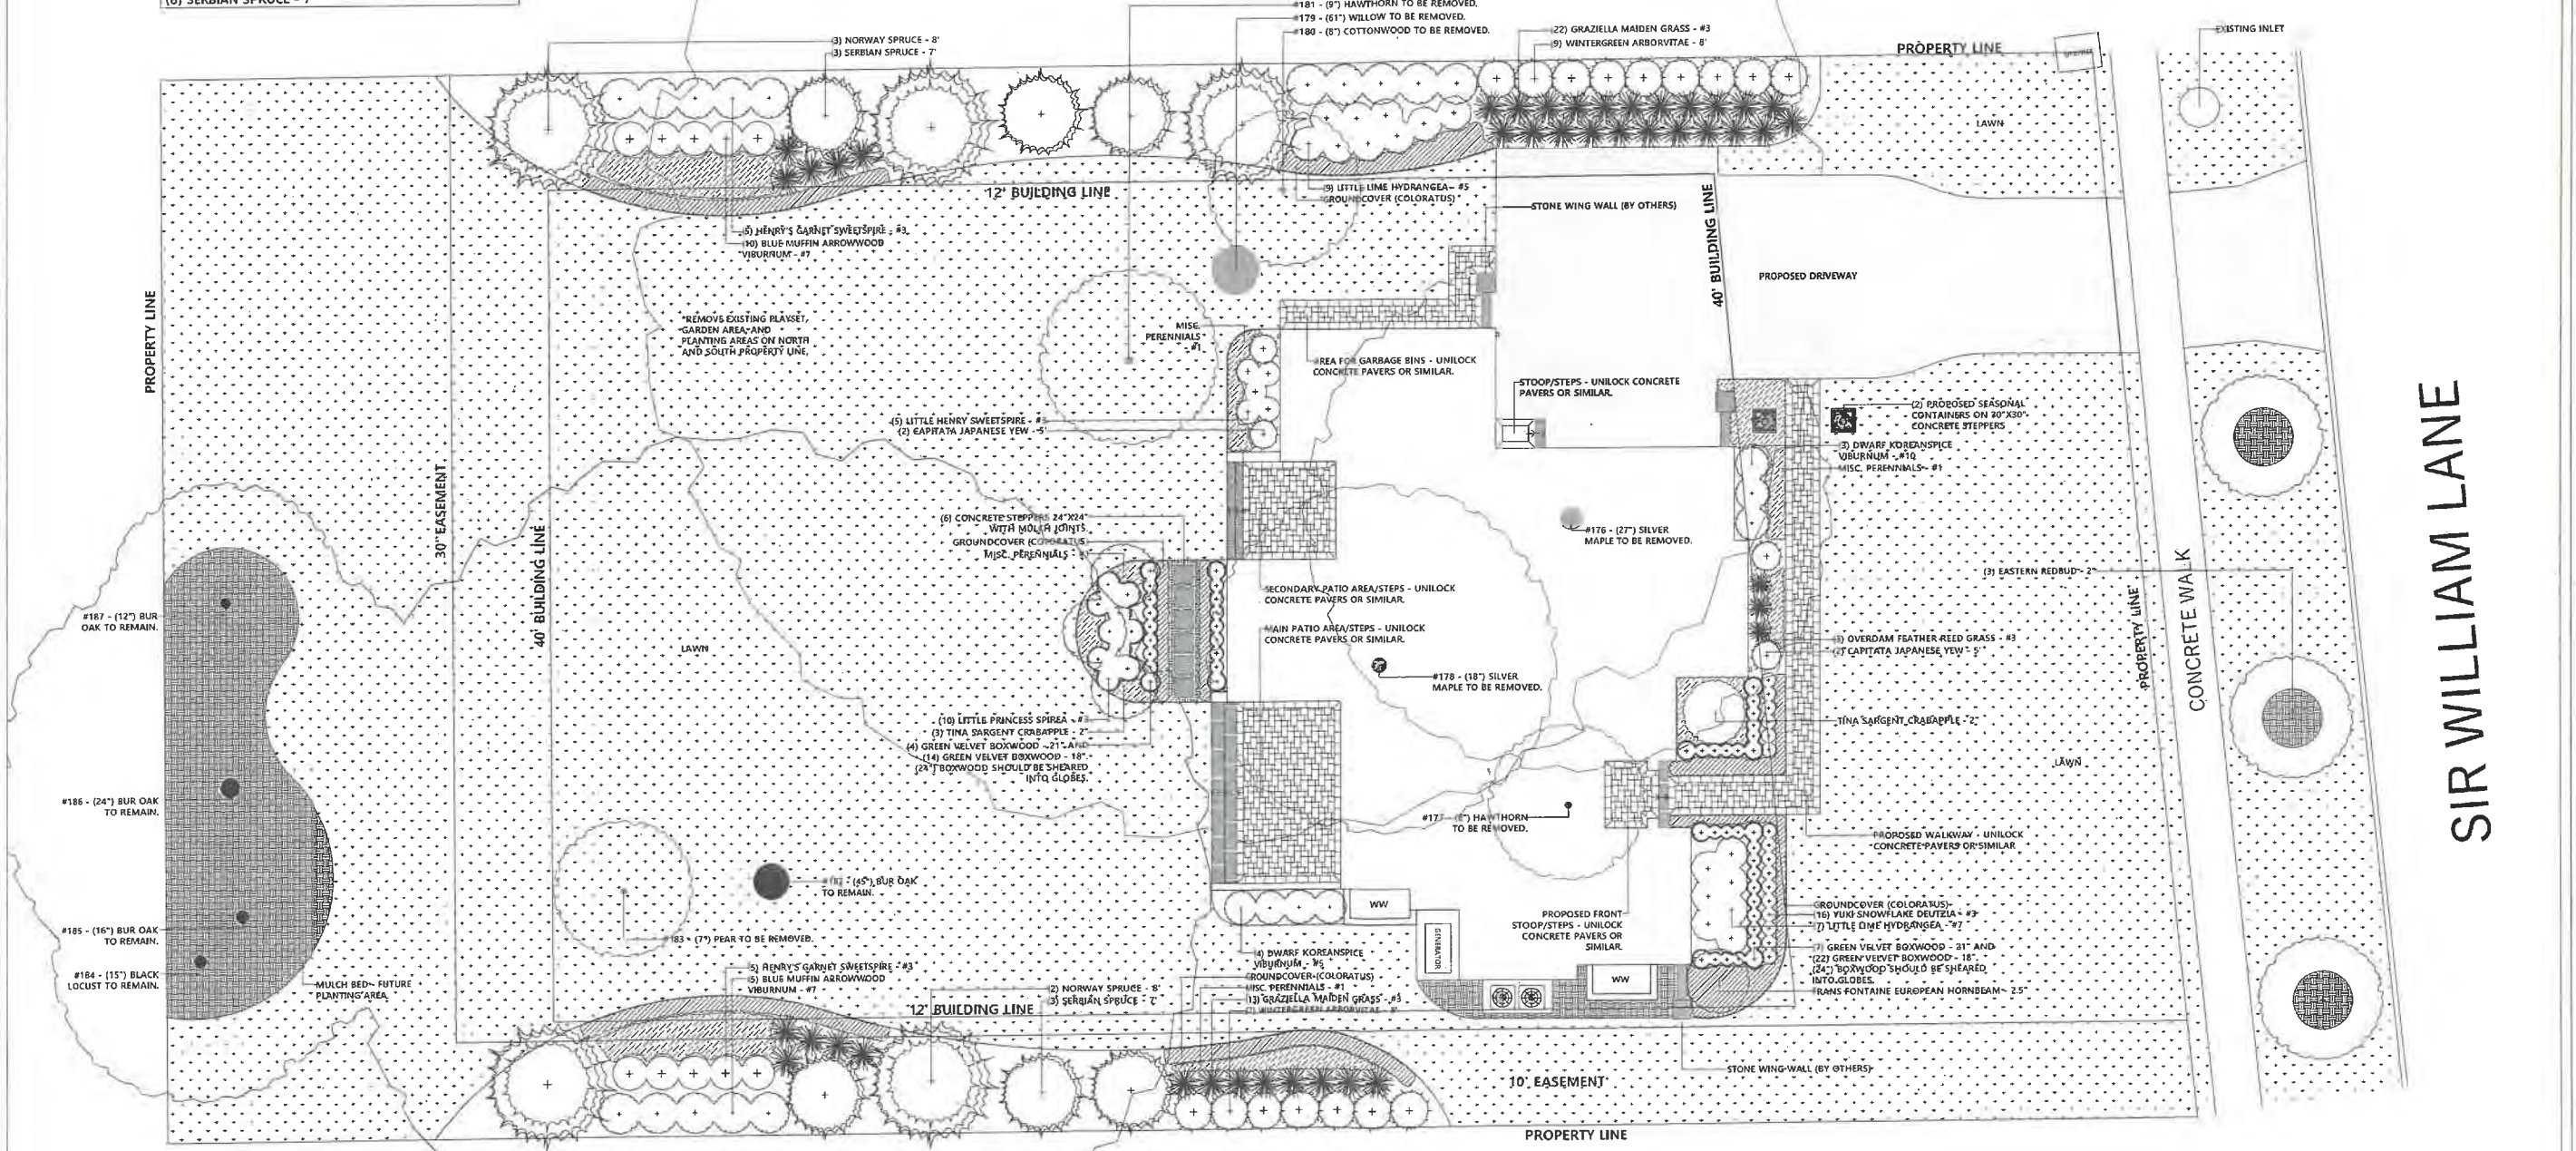 (6) SERBIAN SPRUCE - 7'
#181 - (9") HAWTHORN TO BE REMOVED.
#179 - (61") WILLOW TO BE REMOVED.
#180 - (8") COTTONWOOD TO BE REMOVED.
(3) NORWAY SPRUCE - 8'
(3) SERBIAN SPRUCE - 7'
(22) GRAZIELLA MAIDEN GRASS - #3
(9) WINTERGREEN ARBORVITAE - 8'
PROPERTY LINE
EXISTING INLET
LAWN
12' BUILDING LINE
(9) LITTLE LIME HYDRANGEA - #5
GROUNDCOVER (COLORATUS)
STONE WING WALL (BY OTHERS)
40' BUILDING LINE
(5) HENRY'S GARNET SWEETSPIRE - #3
(10) BLUE MUFFIN ARROWWOOD
VIBURNUM - #7
PROPOSED DRIVEWAY
PROPERTY LINE
*REMOVE EXISTING PLAYSET,
GARDEN AREA, AND
PLANTING AREAS ON NORTH
AND SOUTH PROPERTY LINE.
MISC.
PERENNIALS
- #1
AREA FOR GARBAGE BINS - UNILOCK
CONCRETE PAVERS OR SIMILAR.
STOOP/STEPS - UNILOCK CONCRETE
PAVERS OR SIMILAR.
(2) PROPOSED SEASONAL
CONTAINERS ON 30"X30"
CONCRETE STEPPERS
(5) LITTLE HENRY SWEETSPIRE - #3
(2) CAPITATA JAPANESE YEW - 5'
(3) DWARF KOREANSPICE
VIBURNUM - #10
MISC. PERENNIALS - #1
SIR WILLIAM LANE
30" EASEMENT
40' BUILDING LINE
(6) CONCRETE STEPPERS 24"X24"
WITH MULCH JOINTS.
GROUNDCOVER (COLORATUS)
MISC. PERENNIALS -
#176 - (27") SILVER
MAPLE TO BE REMOVED.
(3) EASTERN REDBUD - 2"
CONCRETE WALK
PROPERTY LINE
SECONDARY PATIO AREA/STEPS - UNILOCK
CONCRETE PAVERS OR SIMILAR.
#187 - (12") BUR
OAK TO REMAIN.
MAIN PATIO AREA/STEPS - UNILOCK
CONCRETE PAVERS OR SIMILAR.
OVERDAM FEATHER REED GRASS - #3
CAPITATA JAPANESE YEW - 5'
LAWN
#178 - (18") SILVER
MAPLE TO BE REMOVED.
(10) LITTLE PRINCESS SPIREA - #3
(3) TINA SARGENT CRABAPPLE - 2"
(4) GREEN VELVET BOXWOOD - 21" AND
(14) GREEN VELVET BOXWOOD - 18".
(24") BOXWOOD SHOULD BE SHEARED
INTO GLOBES.
TINA SARGENT CRABAPPLE - 2"
LAWN
#186 - (24") BUR OAK
TO REMAIN.
HAWTHORN
TO BE REMOVED.
PROPOSED WALKWAY - UNILOCK
CONCRETE PAVERS OR SIMILAR
(45") BUR OAK
TO REMAIN.
WW
#185 - (16") BUR OAK
TO REMAIN.
PROPOSED FRONT
STOOP/STEPS - UNILOCK
CONCRETE PAVERS OR
SIMILAR.
GROUNDCOVER (COLORATUS)
(16) YUKI SNOWFLAKE DEUTZIA - #3
(7) LITTLE LIME HYDRANGEA - #7
#183 - (7") PEAR TO BE REMOVED.
GENERATOR
(7) GREEN VELVET BOXWOOD - 21" AND
(22) GREEN VELVET BOXWOOD - 18".
(24") BOXWOOD SHOULD BE SHEARED
INTO GLOBES.
FRANS FONTAINE EUROPEAN HORNBEAM - 2.5"
#184 - (15") BLACK
LOCUST TO REMAIN.
MULCH BED - FUTURE
PLANTING AREA
(5) HENRY'S GARNET SWEETSPIRE - #3
(5) BLUE MUFFIN ARROWWOOD
VIBURNUM - #7
(4) DWARF KOREANSPICE
VIBURNUM - #5
GROUNDCOVER (COLORATUS)
MISC. PERENNIALS - #1
(13) GRAZIELLA MAIDEN GRASS - #3
WINTERGREEN ARBORVITAE - 8'
(2) NORWAY SPRUCE - 8'
(3) SERBIAN SPRUCE - 7'
WW
12' BUILDING LINE
STONE WING WALL (BY OTHERS)
10' EASEMENT
PROPERTY LINE